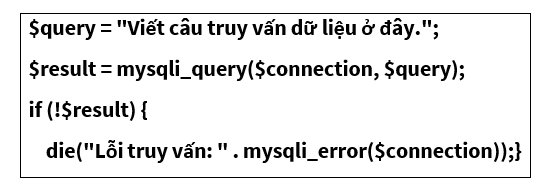 $query = "Viết câu truy vấn dữ liệu ở đây.";
$result = mysqli_query($connection, $query);
if (!$result) {
die("Lỗi truy vấn: " . mysqli_error($connection));}